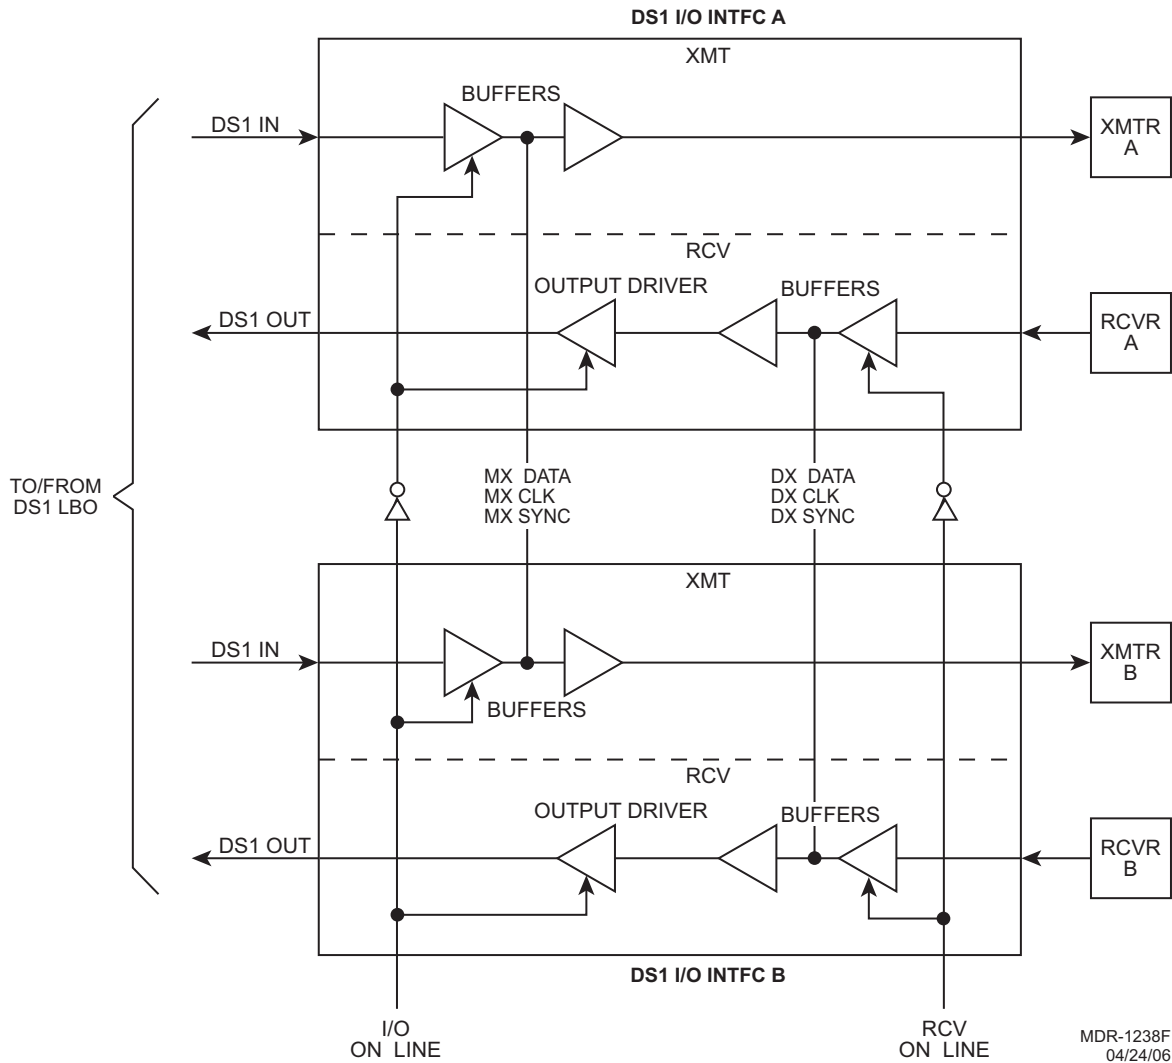 DS1 I/O INTFC A
XMT
BUFFERS
DS1 IN
XMTR
A
RCV
OUTPUT DRIVER
BUFFERS
DS1 OUT
RCVR
A
TO/FROM
DS1 LBO
MX DATA
MX CLK
MX SYNC
DX DATA
DX CLK
DX SYNC
XMT
DS1 IN
BUFFERS
XMTR
B
RCV
OUTPUT DRIVER
BUFFERS
DS1 OUT
RCVR
B
DS1 I/O INTFC B
I/O
ON LINE
RCV
ON LINE
MDR-1238F
04/24/06